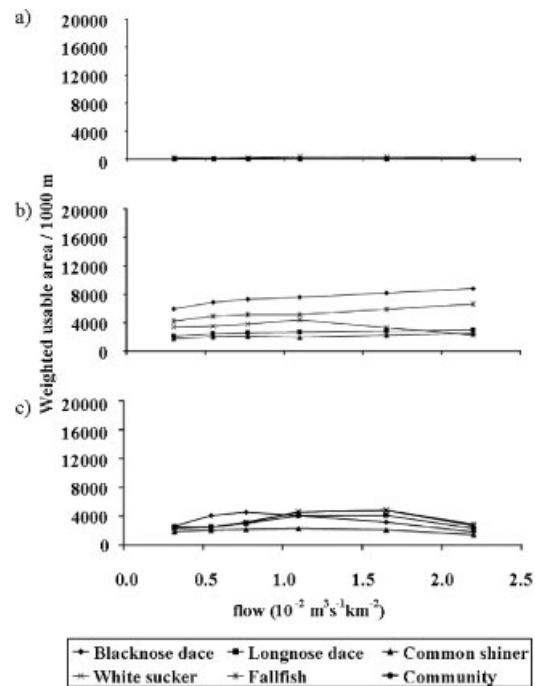 a)
20000
16000
12000
8000
4000
0
b)
20000
16000
12000
8000
4000
0
c)
20000
16000
12000
8000
4000
0
Weighted usable area / 1000 m
0.0 0.5 1.0 1.5 2.0 2.5
flow (10⁻² m³s⁻¹km⁻²)
Blacknose dace Longnose dace Common shiner
White sucker Fallfish Community